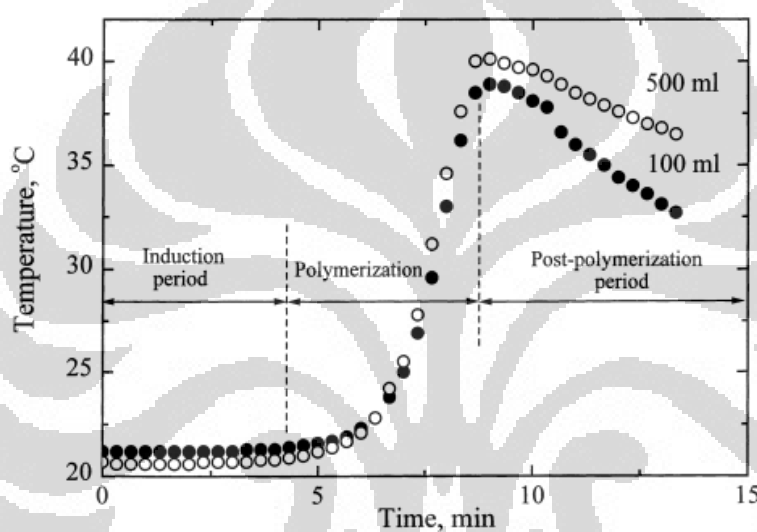 40
500 ml
35
100 ml
Temperature, °C
Induction
period
Polymerization
Post-polymerization
period
30
25
20
0
5
10
15
Time, min